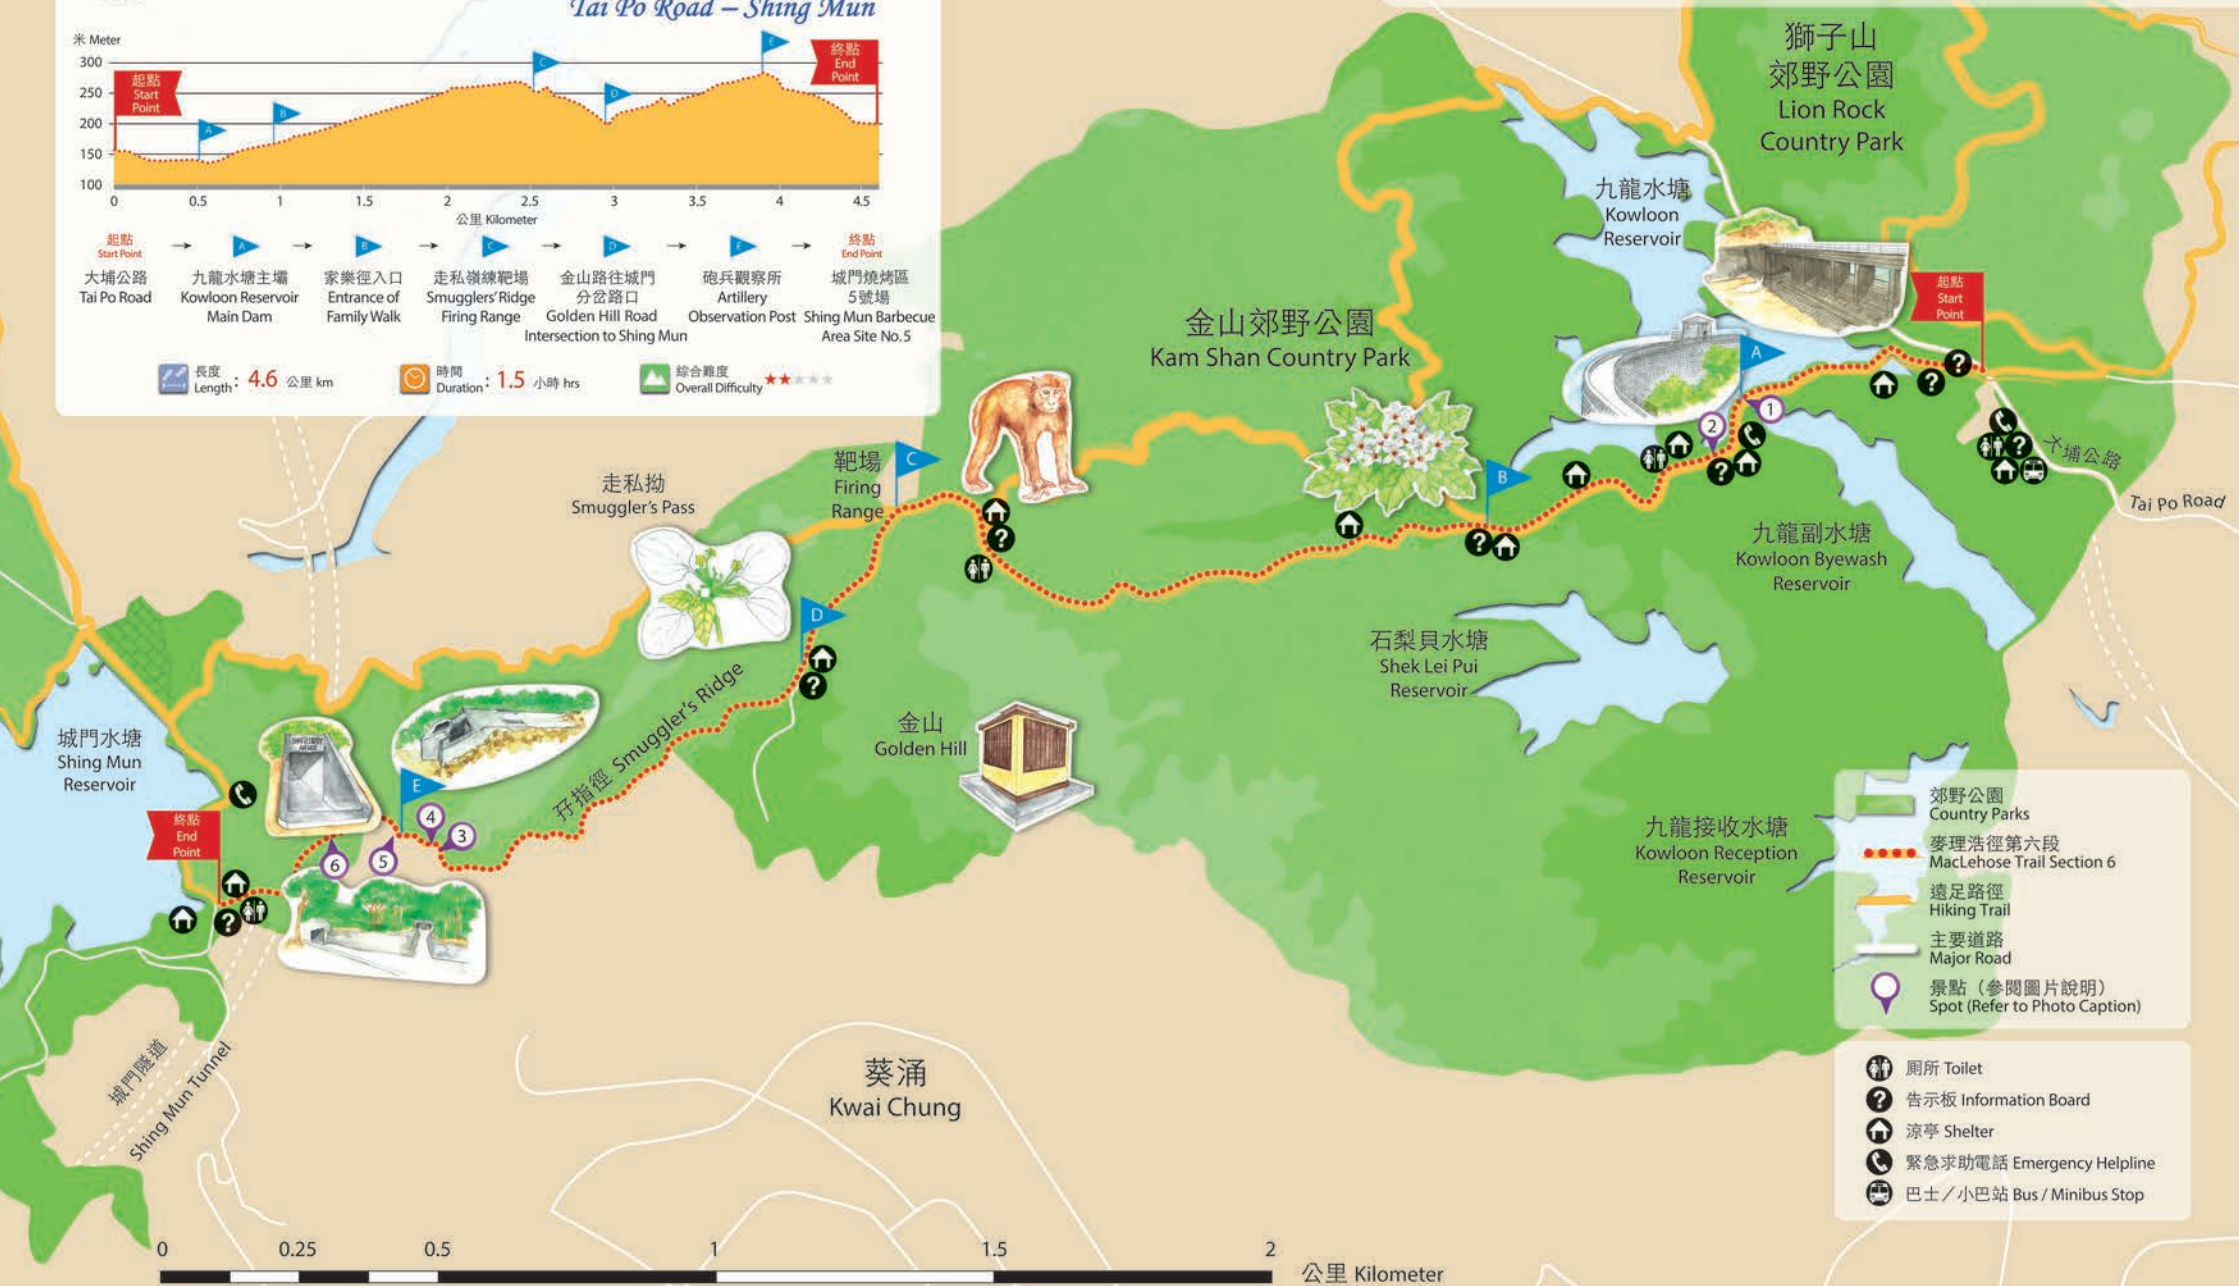 Tai Po Road – Shing Mun
米 Meter
300
250
200
150
100
起點
Start
Point
A
B
C
D
E
終點
End
Point
0
0.5
1
1.5
2
2.5
3
3.5
4
4.5
公里 Kilometer
起點
Start Point
A
B
C
D
E
終點
End Point
大埔公路
Tai Po Road
九龍水塘主壩
Kowloon Reservoir
Main Dam
家樂徑入口
Entrance of
Family Walk
走私嶺練靶場
Smugglers' Ridge
Firing Range
金山路往城門
分岔路口
Golden Hill Road
Intersection to Shing Mun
砲兵觀察所
Artillery
Observation Post
城門燒烤區
5號場
Shing Mun Barbecue
Area Site No.5
長度
Length : 4.6 公里 km
時間
Duration : 1.5 小時 hrs
綜合難度
Overall Difficulty
獅子山
郊野公園
Lion Rock
Country Park
九龍水塘
Kowloon
Reservoir
起點
Start
Point
金山郊野公園
Kam Shan Country Park
A
1
2
大埔公路
Tai Po Road
靶場
Firing
Range
C
走私拗
Smuggler's Pass
B
九龍副水塘
Kowloon Byewash
Reservoir
D
石梨貝水塘
Shek Lei Pui
Reservoir
孖指徑 Smuggler's Ridge
金山
Golden Hill
城門水塘
Shing Mun
Reservoir
E
4
3
5
6
終點
End
Point
九龍接收水塘
Kowloon Reception
Reservoir
郊野公園
Country Parks
麥理浩徑第六段
MacLehose Trail Section 6
遠足路徑
Hiking Trail
主要道路
Major Road
景點（參閱圖片說明）
Spot (Refer to Photo Caption)
城門隧道
Shing Mun Tunnel
葵涌
Kwai Chung
廁所 Toilet
告示板 Information Board
涼亭 Shelter
緊急求助電話 Emergency Helpline
巴士／小巴站 Bus / Minibus Stop
0
0.25
0.5
1
1.5
2
公里 Kilometer